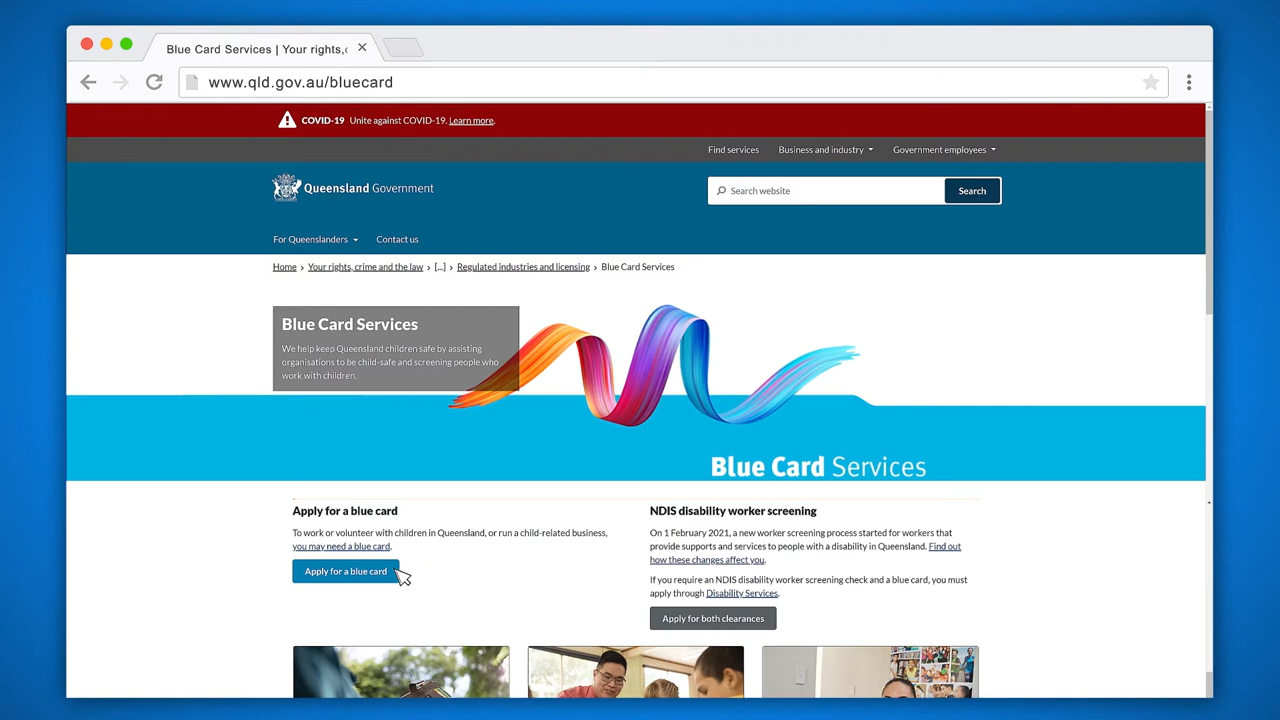 Blue Card Services | Your rights,
www.qld.gov.au/bluecard
COVID-19 Unite against COVID-19. Learn more.
Find services Business and industry Government employees
Queensland Government
Search website Search
For Queenslanders Contact us
Home › Your rights, crime and the law › [...] › Regulated industries and licensing › Blue Card Services
Blue Card Services
We help keep Queensland children safe by assisting
organisations to be child-safe and screening people who
work with children.
Blue Card Services
Apply for a blue card
To work or volunteer with children in Queensland, or run a child-related business,
you may need a blue card.
Apply for a blue card
NDIS disability worker screening
On 1 February 2021, a new worker screening process started for workers that
provide supports and services to people with a disability in Queensland. Find out
how these changes affect you.
If you require an NDIS disability worker screening check and a blue card, you must
apply through Disability Services.
Apply for both clearances